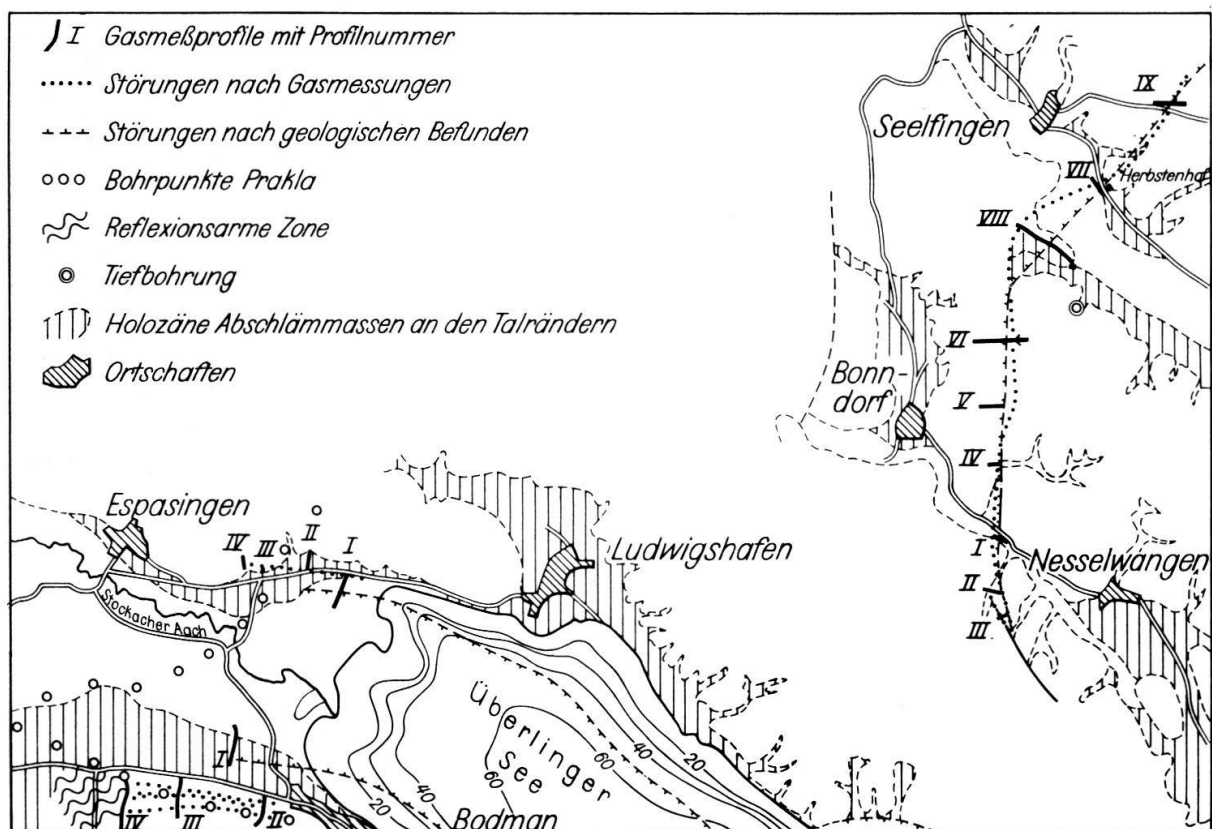 I Gasmeßprofile mit Profilnummer
Störungen nach Gasmessungen
Störungen nach geologischen Befunden
Bohrpunkte Prakla
Reflexionsarme Zone
Tiefbohrung
Holozäne Abschlämmassen an den Talrändern
Ortschaften
IX
Seelfingen
VII
Herbstenhof
VIII
VI
Bonn-
dorf
V
IV
I
Nesselwangen
II
III
Espasingen
IV
III
II
I
Ludwigshafen
Stockacher Aach
Überlinger
See
60
40
20
60
40
20
Bodman
I
IV
III
II